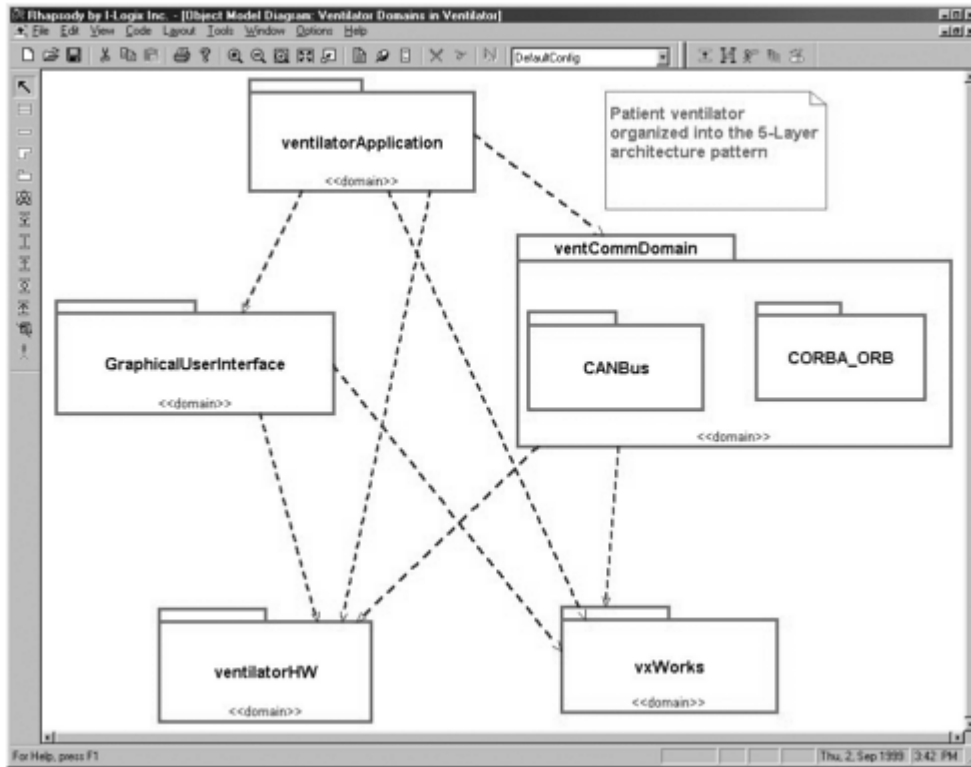 Rhapsody by I-Logix Inc. - [Object Model Diagram: Ventilator Domains in Ventilator]
File Edit View Code Layout Tools Window Options Help
DefaultConfig
ventilatorApplication
<<domain>>
Patient ventilator
organized into the 5-Layer
architecture pattern
ventCommDomain
CANBus
CORBA_ORB
<<domain>>
GraphicalUserInterface
<<domain>>
ventilatorHW
<<domain>>
vxWorks
<<domain>>
For Help, press F1
Thu, 2, Sep 1999 3:42 PM